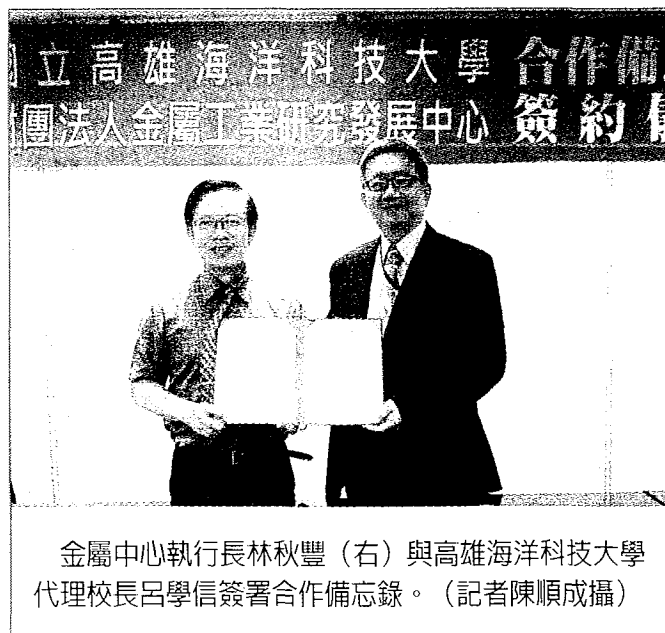 立高雄海洋科技大學 合作備
團法人金屬工業研究發展中心 簽約
金屬中心執行長林秋豐（右）與高雄海洋科技大學
代理校長呂學信簽署合作備忘錄。（記者陳順成攝）